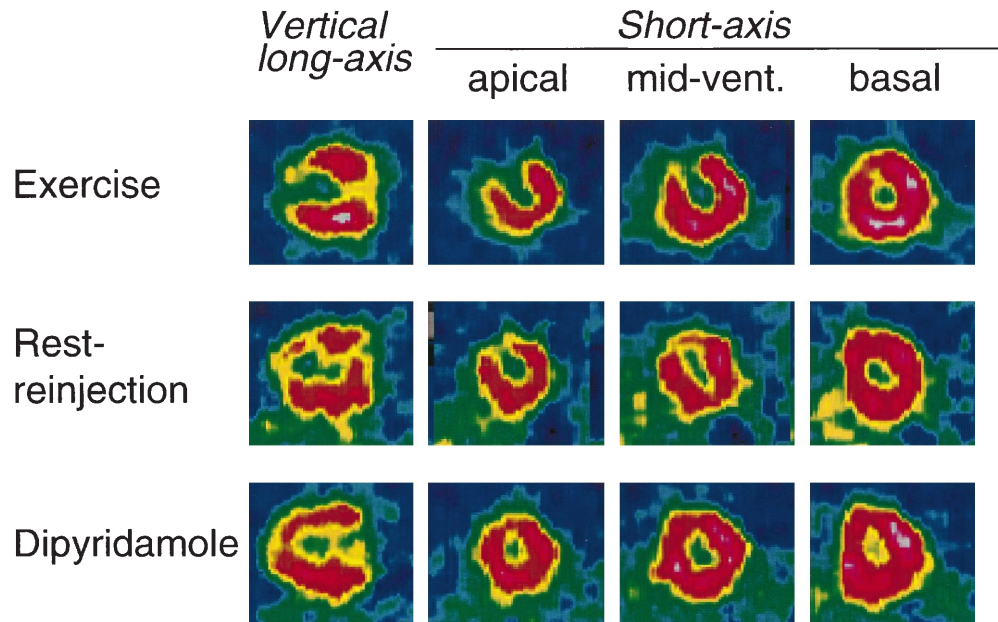 Vertical
long-axis
Short-axis
apical
mid-vent.
basal
Exercise
Rest-
reinjection
Dipyridamole